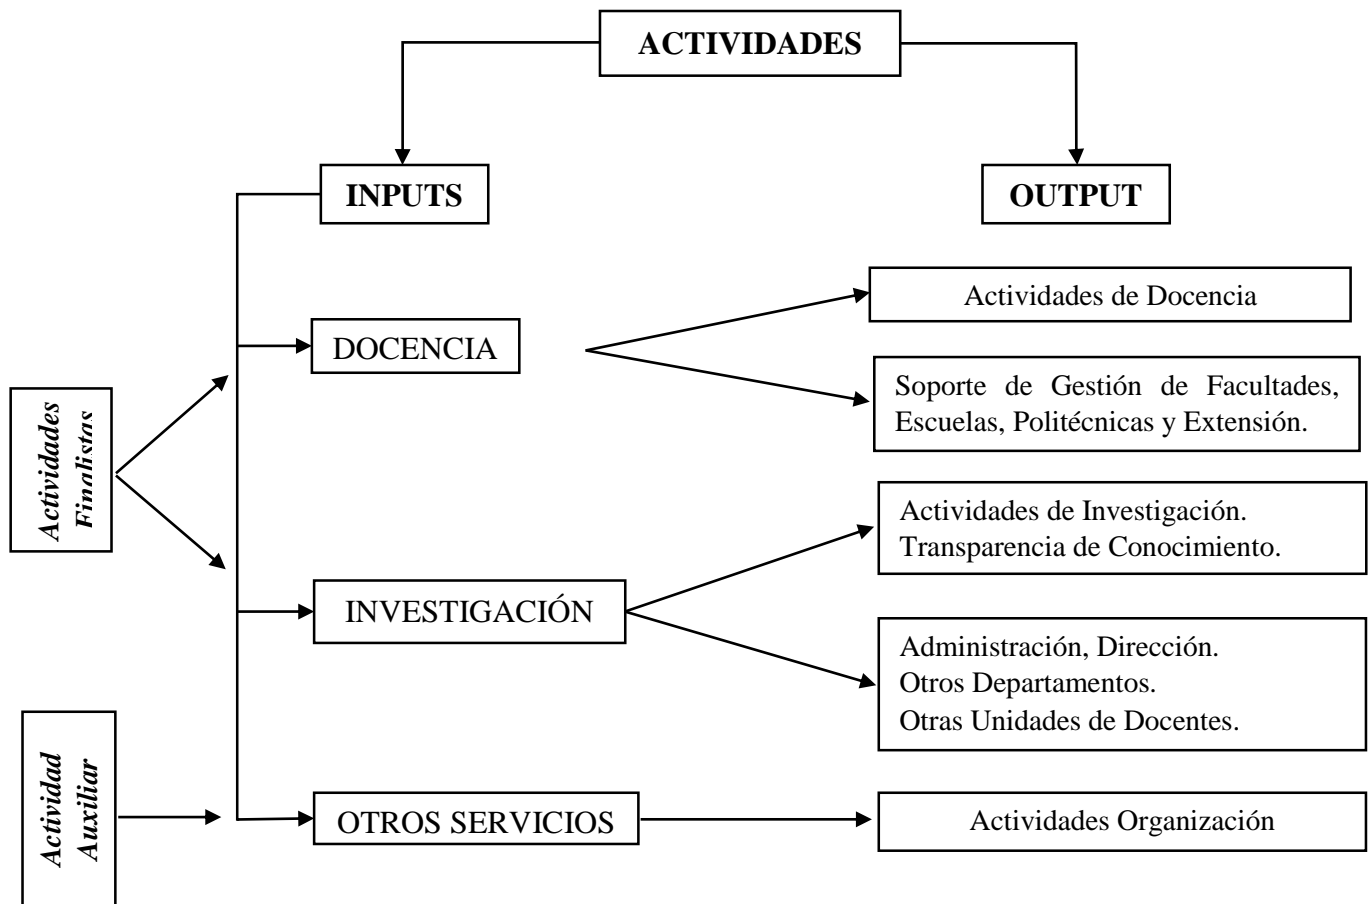 ACTIVIDADES
INPUTS
OUTPUT
DOCENCIA
Actividades de Docencia
Soporte de Gestión de Facultades,
Escuelas, Politécnicas y Extensión.
Actividades
Finalistas
Actividades de Investigación.
Transparencia de Conocimiento.
INVESTIGACIÓN
Administración, Dirección.
Otros Departamentos.
Otras Unidades de Docentes.
Actividad
Auxiliar
OTROS SERVICIOS
Actividades Organización